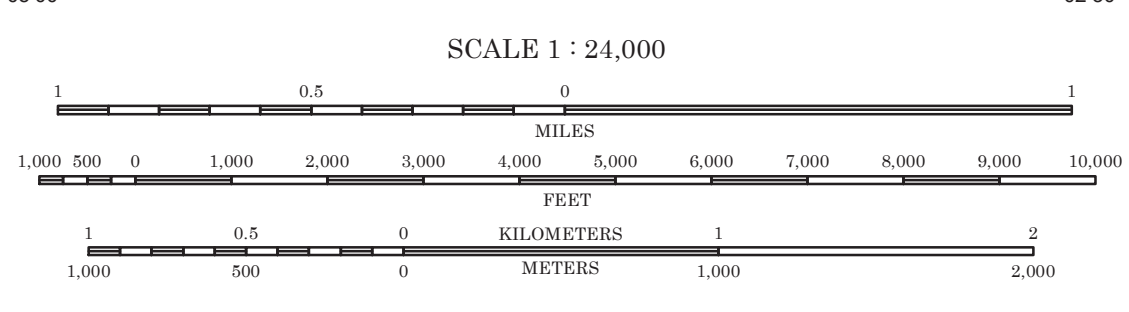 SCALE 1 : 24,000
1 0.5 0 1
MILES
1,000 500 0 1,000 2,000 3,000 4,000 5,000 6,000 7,000 8,000 9,000 10,000
FEET
1 0.5 0 KILOMETERS 1 2
1,000 500 0 METERS 1,000 2,000